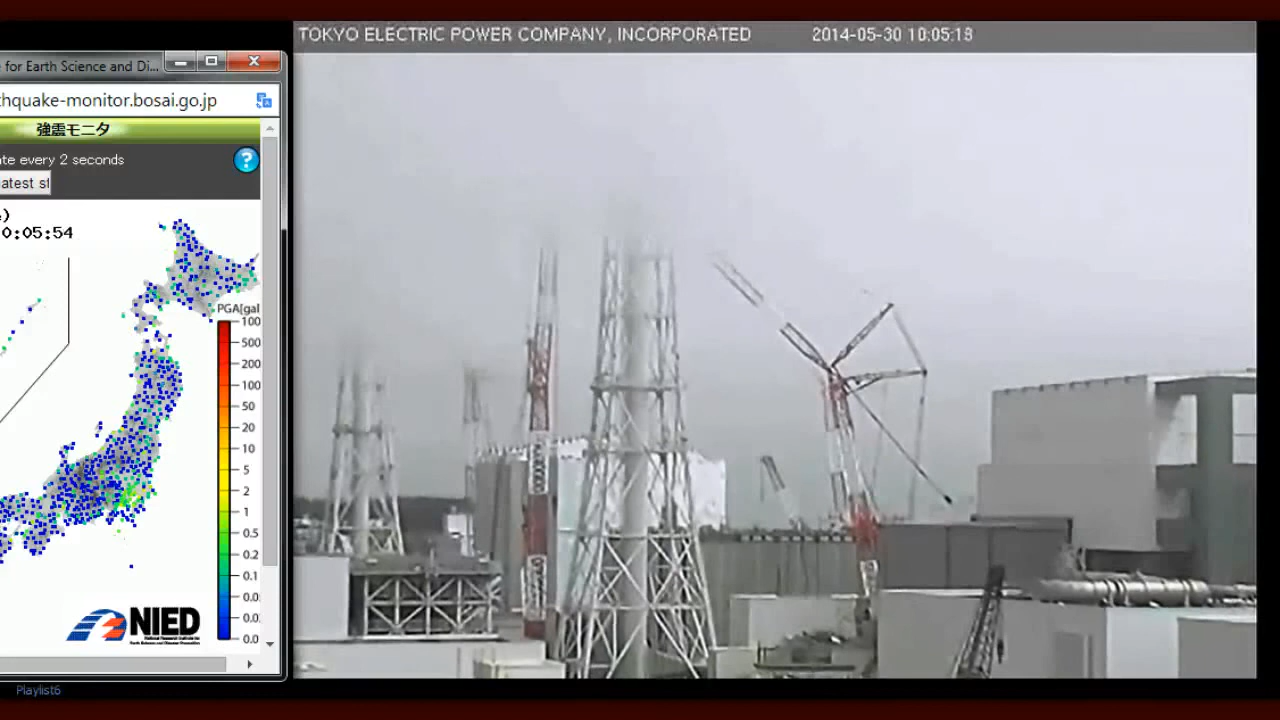 TOKYO ELECTRIC POWER COMPANY, INCORPORATED 2014-05-30 10:05:13
for Earth Science and Di...
hquake-monitor.bosai.go.jp
強震モニタ
te every 2 seconds
?
atest st
)
0:05:54
PGA[gal
100
500
200
100
50
20
10
5
2
1
0.5
0.2
0.1
0.0
0.0
0.0
NIED
Playlist6